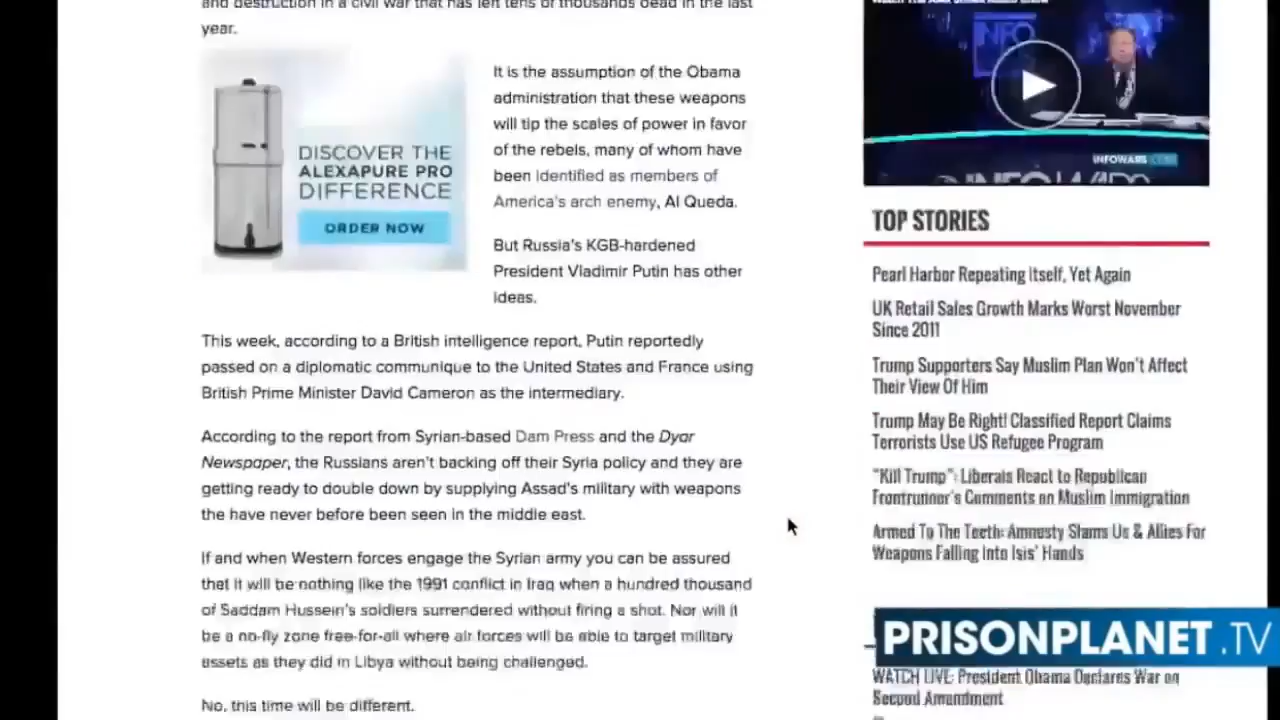 and destruction in a civil war that has left tens of thousands dead in the last
year.
DISCOVER THE
ALEXAPURE PRO
DIFFERENCE
ORDER NOW
It is the assumption of the Obama
administration that these weapons
will tip the scales of power in favor
of the rebels, many of whom have
been identified as members of
America's arch enemy, Al Queda.
But Russia's KGB-hardened
President Vladimir Putin has other
ideas.
This week, according to a British intelligence report, Putin reportedly
passed on a diplomatic communique to the United States and France using
British Prime Minister David Cameron as the intermediary.
According to the report from Syrian-based Dam Press and the Dyar
Newspaper, the Russians aren't backing off their Syria policy and they are
getting ready to double down by supplying Assad's military with weapons
the have never before been seen in the middle east.
If and when Western forces engage the Syrian army you can be assured
that it will be nothing like the 1991 conflict in Iraq when a hundred thousand
of Saddam Hussein's soldiers surrendered without firing a shot. Nor will it
be a no-fly zone free-for-all where air forces will be able to target military
assets as they did in Libya without being challenged.
No, this time will be different.
INFO
INFOWARS.COM
INFOWARS
TOP STORIES
Pearl Harbor Repeating Itself, Yet Again
UK Retail Sales Growth Marks Worst November
Since 2011
Trump Supporters Say Muslim Plan Won't Affect
Their View Of Him
Trump May Be Right! Classified Report Claims
Terrorists Use US Refugee Program
"Kill Trump": Liberals React to Republican
Frontrunner's Comments on Muslim Immigration
Armed To The Teeth: Amnesty Slams Us & Allies For
Weapons Falling Into Isis' Hands
PRISONPLANET.TV
WATCH LIVE: President Obama Declares War on
Second Amendment